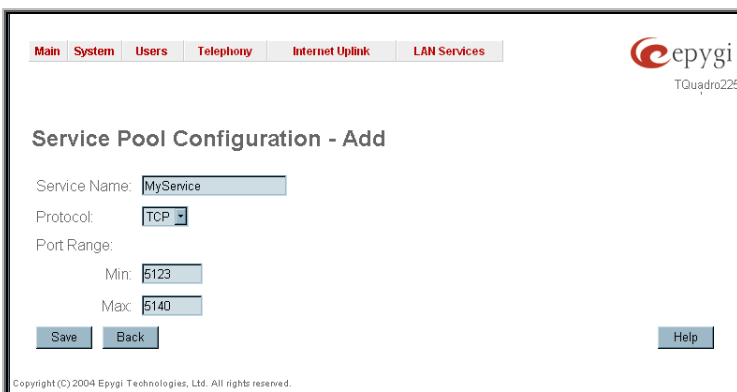 Main System Users Telephony Internet Uplink LAN Services
epygi
TQuadro225
Service Pool Configuration - Add
Service Name: MyService
Protocol: TCP
Port Range:
Min: 5123
Max: 5140
Save Back Help
Copyright (C) 2004 Epygi Technologies, Ltd. All rights reserved.